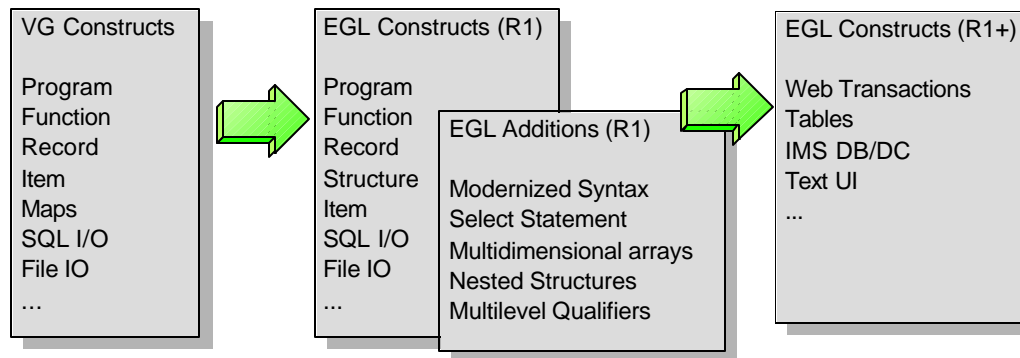 VG Constructs
Program
Function
Record
Item
Maps
SQL I/O
File IO
...
EGL Constructs (R1)
Program
Function
Record
Structure
Item
SQL I/O
File IO
...
EGL Additions (R1)
Modernized Syntax
Select Statement
Multidimensional arrays
Nested Structures
Multilevel Qualifiers
EGL Constructs (R1+)
Web Transactions
Tables
IMS DB/DC
Text UI
...